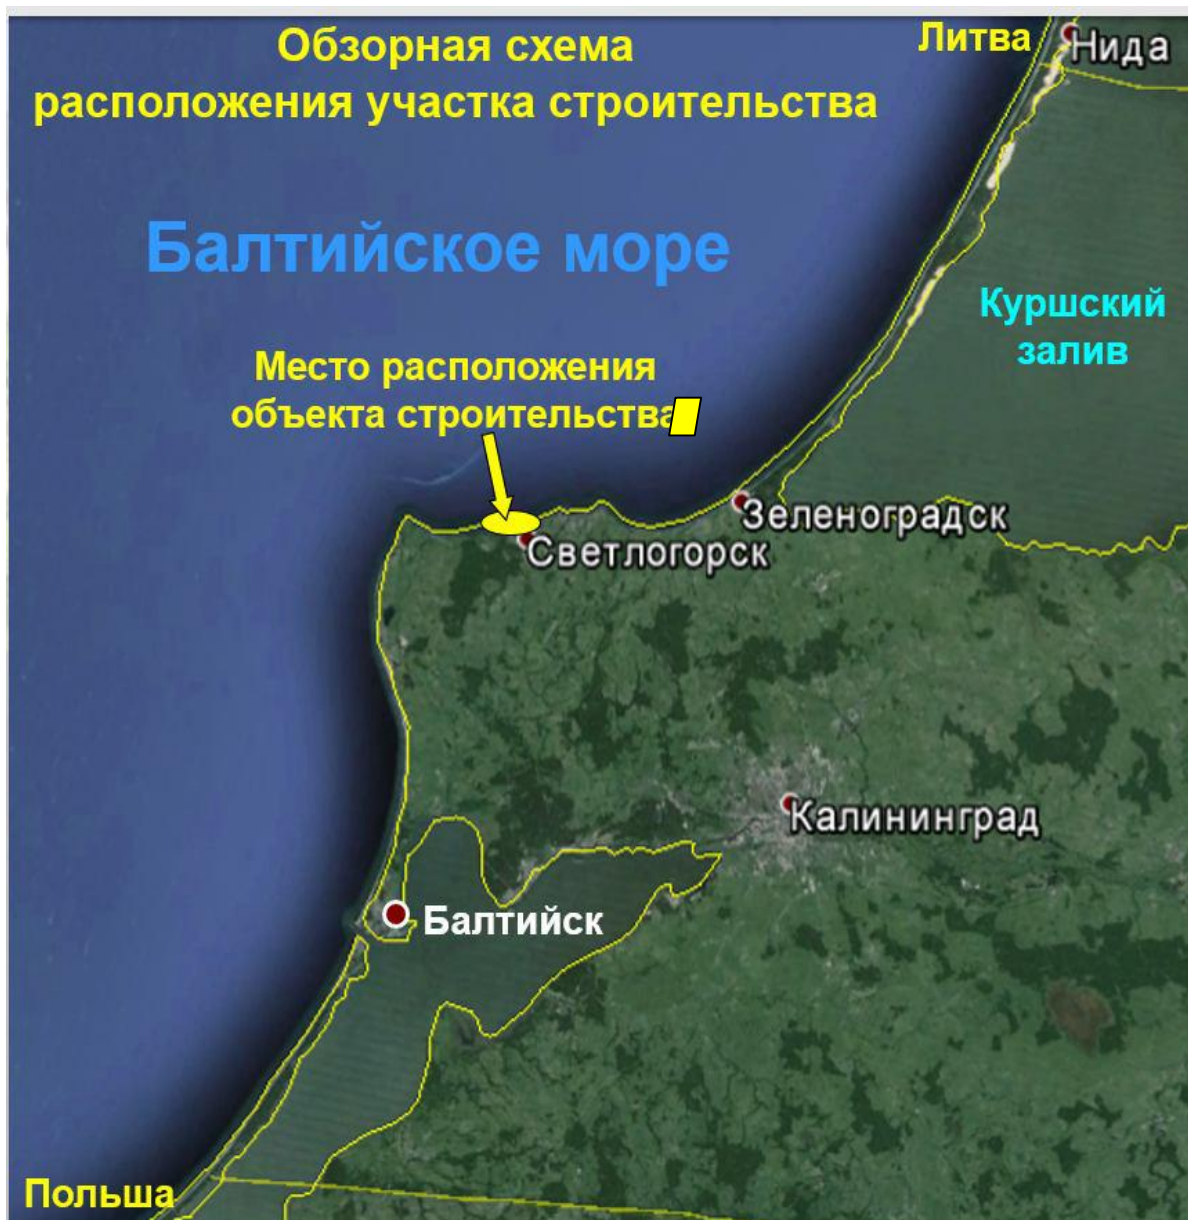 Обзорная схема
расположения участка строительства
Литва
Нида
Балтийское море
Куршский
залив
Место расположения
объекта строительства
Зеленоградск
Светлогорск
Калининград
Балтийск
Польша